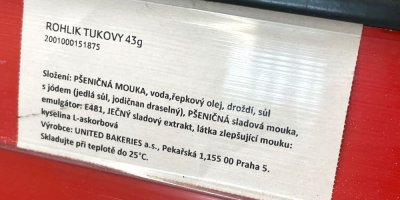 ROHLIK TUKOVY 43g
2001000151875
Složení: PŠENIČNÁ MOUKA, voda,řepkový olej, droždí, sůl
s jódem (jedlá sůl, jodičnan draselný), PŠENIČNÁ sladová mouka,
emulgátor: E481, JEČNÝ sladový extrakt, látka zlepšující mouku:
kyselina L-askorbová
Výrobce: UNITED BAKERIES a.s., Pekařská 1,155 00 Praha 5.
Skladujte při teplotě do 25°C.